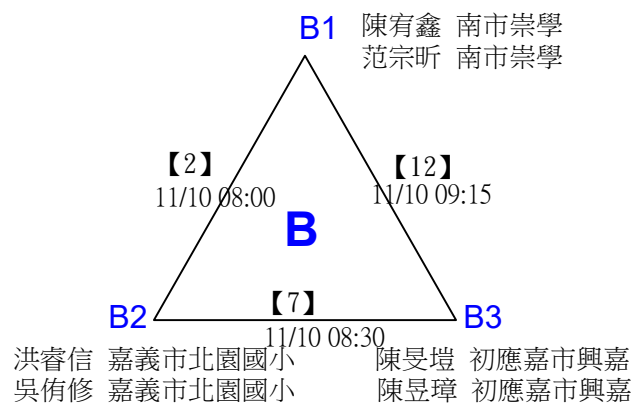 B1 陳宥鑫 南市崇學
范宗昕 南市崇學
【2】 【12】
11/10 08:00 11/10 09:15
B
【7】
B2 B3
11/10 08:30
洪睿信 嘉義市北園國小 陳旻塏 初應嘉市興嘉
吳侑修 嘉義市北園國小 陳昱璋 初應嘉市興嘉